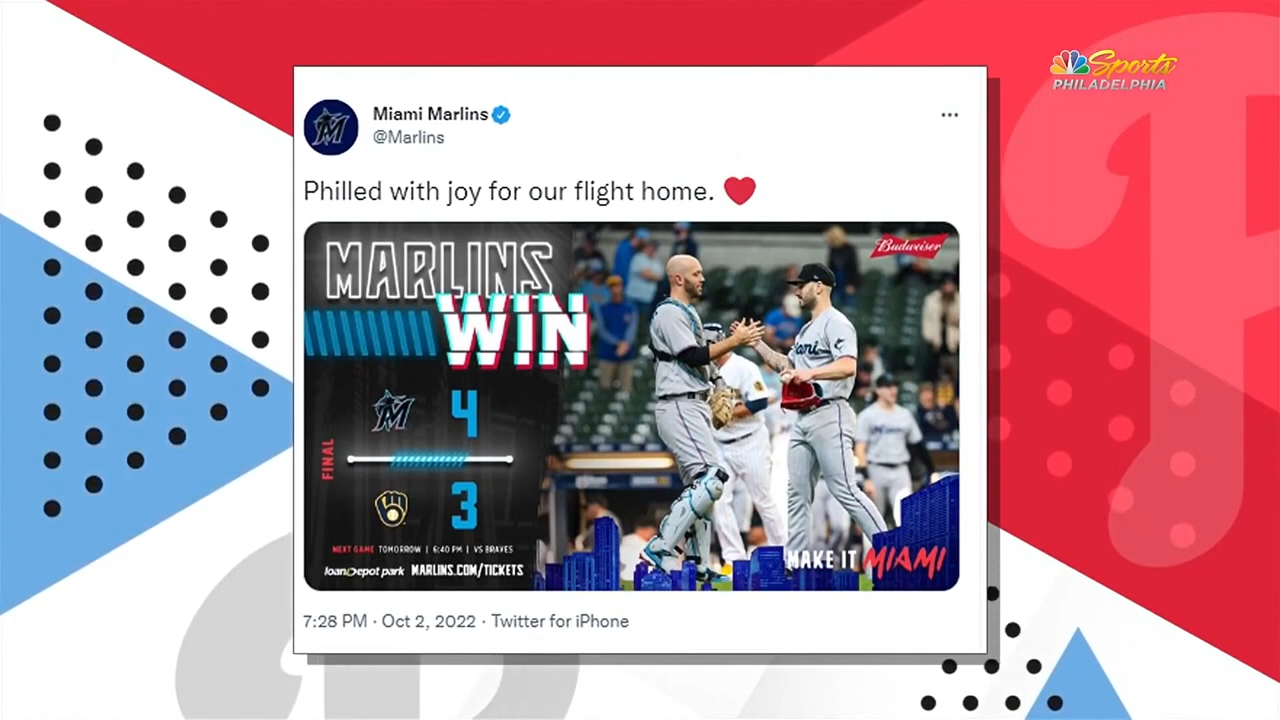 Sports
PHILADELPHIA
Miami Marlins
@Marlins
Philled with joy for our flight home.
MARLINS
WIN
Budweiser
4
FINAL
3
NEXT GAME TOMORROW | 6:40 PM | VS BRAVES
loanDepot park MARLINS.COM/TICKETS
MAKE IT MIAMI
7:28 PM · Oct 2, 2022 · Twitter for iPhone